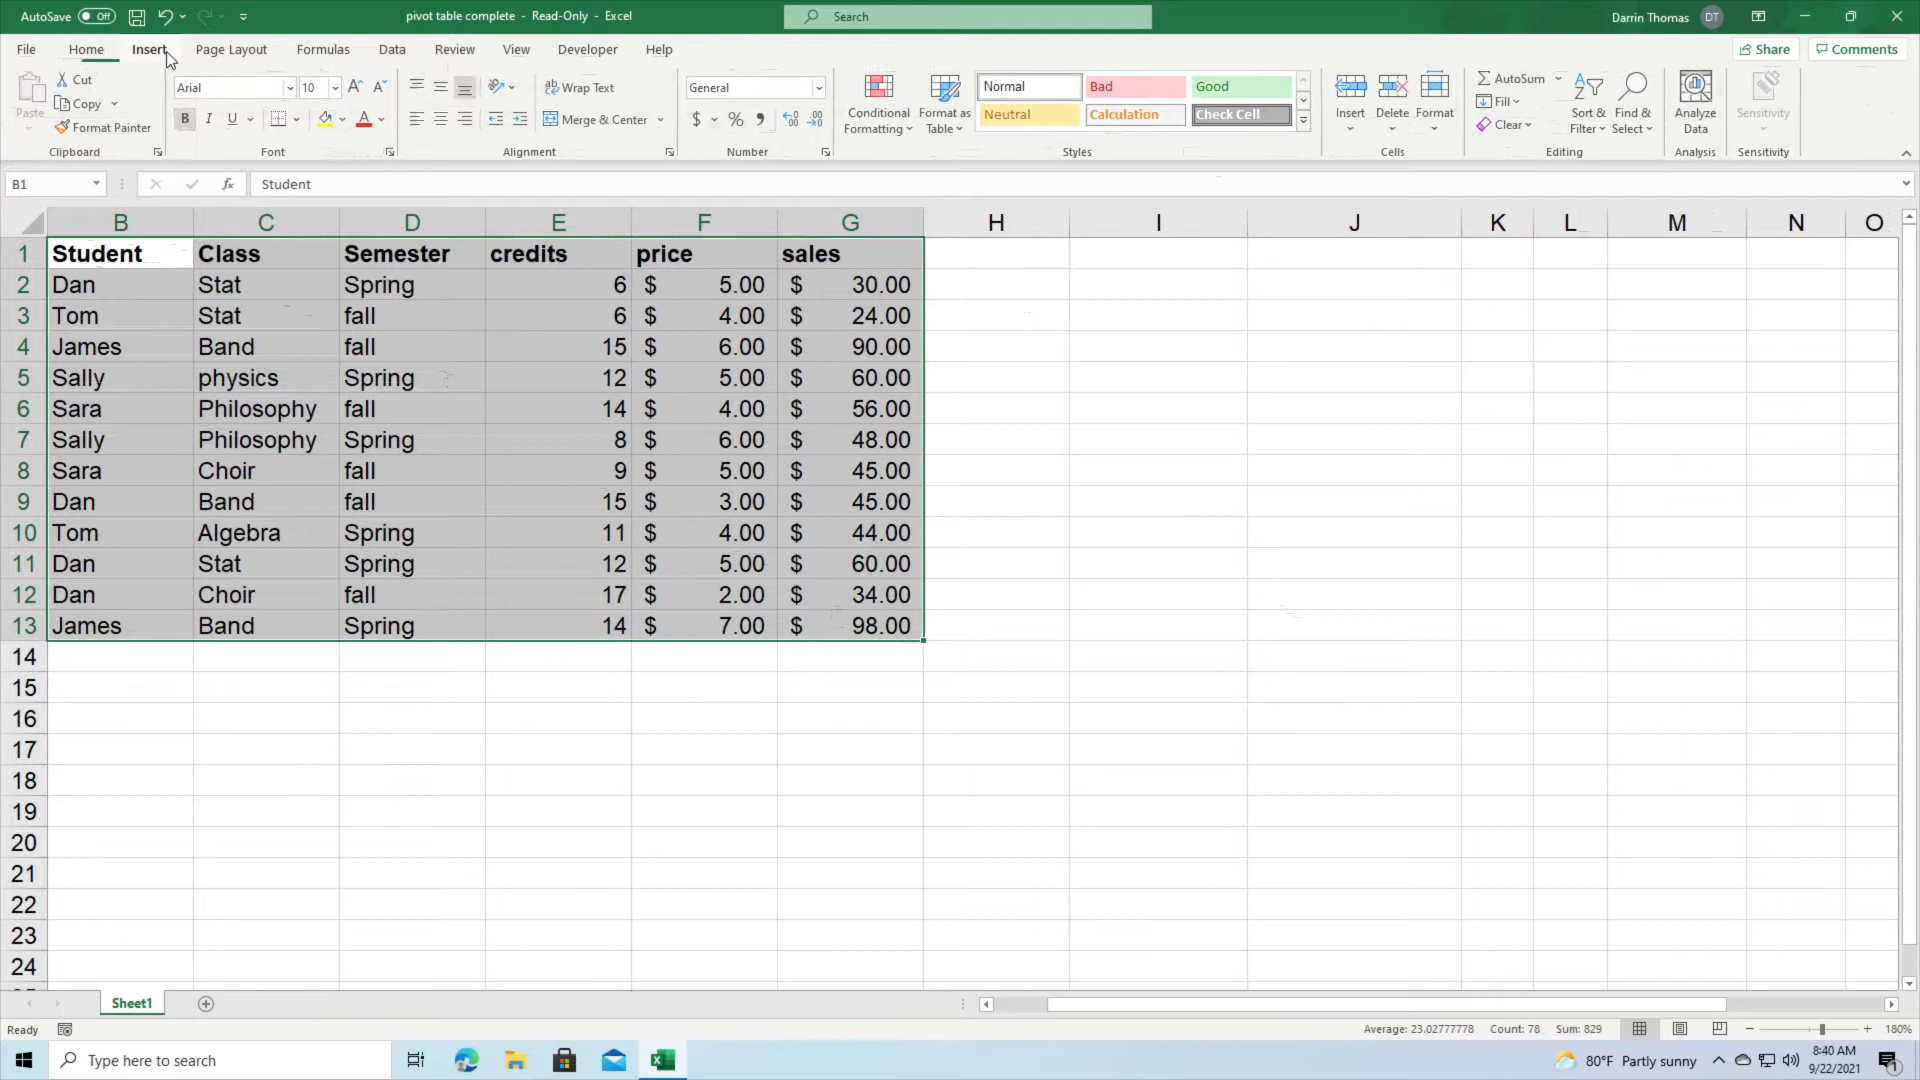 AutoSave Off pivot table complete - Read-Only - Excel Search Darrin Thomas DT
File Home Insert Page Layout Formulas Data Review View Developer Help Share Comments
Paste Cut Copy Format Painter Clipboard
Arial 10 A A B I U A Font
Wrap Text Merge & Center Alignment
General $ % , Number
Conditional Formatting Format as Table Normal Bad Good Neutral Calculation Check Cell Styles
Insert Delete Format Cells
AutoSum Fill Clear Sort & Filter Find & Select Editing
Analyze Data Analysis
Sensitivity Sensitivity
B1 fx Student
B C D E F G H I J K L M N O
1 Student Class Semester credits price sales
2 Dan Stat Spring 6 $ 5.00 $ 30.00
3 Tom Stat fall 6 $ 4.00 $ 24.00
4 James Band fall 15 $ 6.00 $ 90.00
5 Sally physics Spring 12 $ 5.00 $ 60.00
6 Sara Philosophy fall 14 $ 4.00 $ 56.00
7 Sally Philosophy Spring 8 $ 6.00 $ 48.00
8 Sara Choir fall 9 $ 5.00 $ 45.00
9 Dan Band fall 15 $ 3.00 $ 45.00
10 Tom Algebra Spring 11 $ 4.00 $ 44.00
11 Dan Stat Spring 12 $ 5.00 $ 60.00
12 Dan Choir fall 17 $ 2.00 $ 34.00
13 James Band Spring 14 $ 7.00 $ 98.00
14
15
16
17
18
19
20
21
22
23
24
Sheet1
Ready Average: 23.02777778 Count: 78 Sum: 829 180%
Type here to search 80°F Partly sunny 8:40 AM
9/22/2021 1